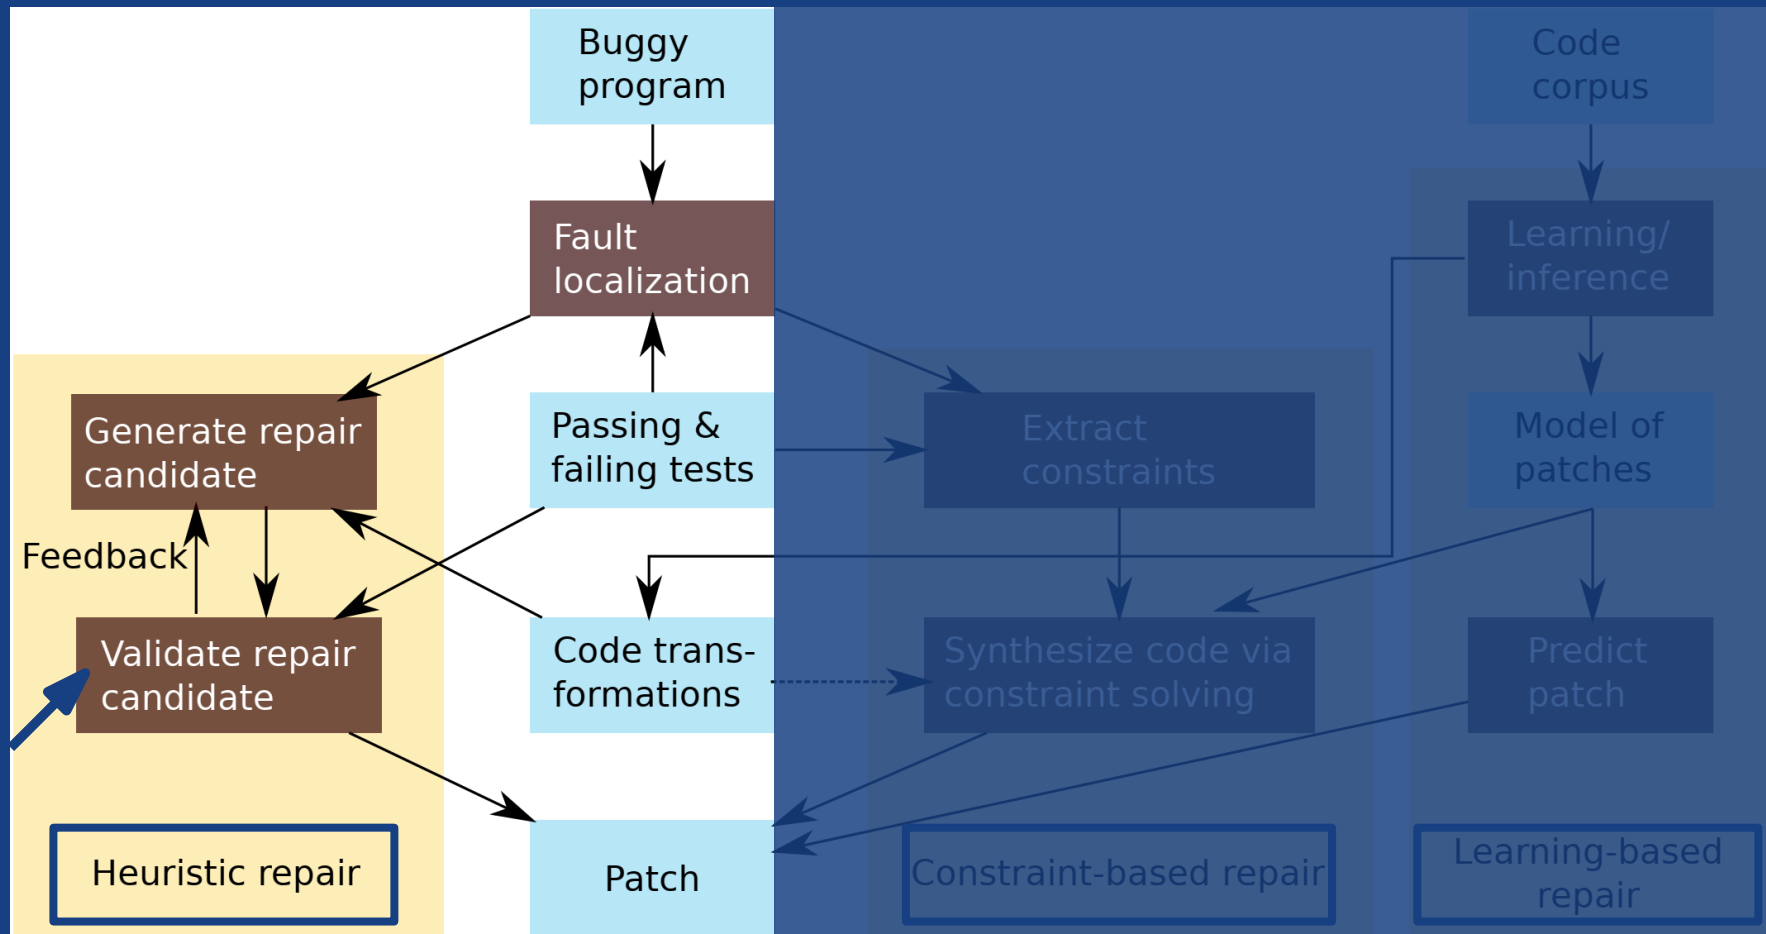 Buggy
program
Code
corpus
Fault
localization
Learning/
inference
Generate repair
candidate
Passing &
failing tests
Extract
constraints
Model of
patches
Feedback
Validate repair
candidate
Code trans-
formations
Synthesize code via
constraint solving
Predict
patch
Heuristic repair
Patch
Constraint-based repair
Learning-based
repair